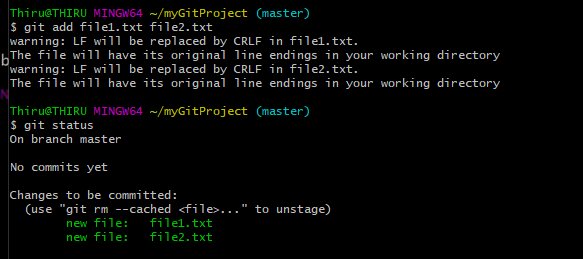 Thiru@THIRU MINGW64 ~/myGitProject (master)
$ git add file1.txt file2.txt
warning: LF will be replaced by CRLF in file1.txt.
The file will have its original line endings in your working directory
warning: LF will be replaced by CRLF in file2.txt.
The file will have its original line endings in your working directory
Thiru@THIRU MINGW64 ~/myGitProject (master)
$ git status
On branch master
No commits yet
Changes to be committed:
(use "git rm --cached <file>..." to unstage)
new file: file1.txt
new file: file2.txt